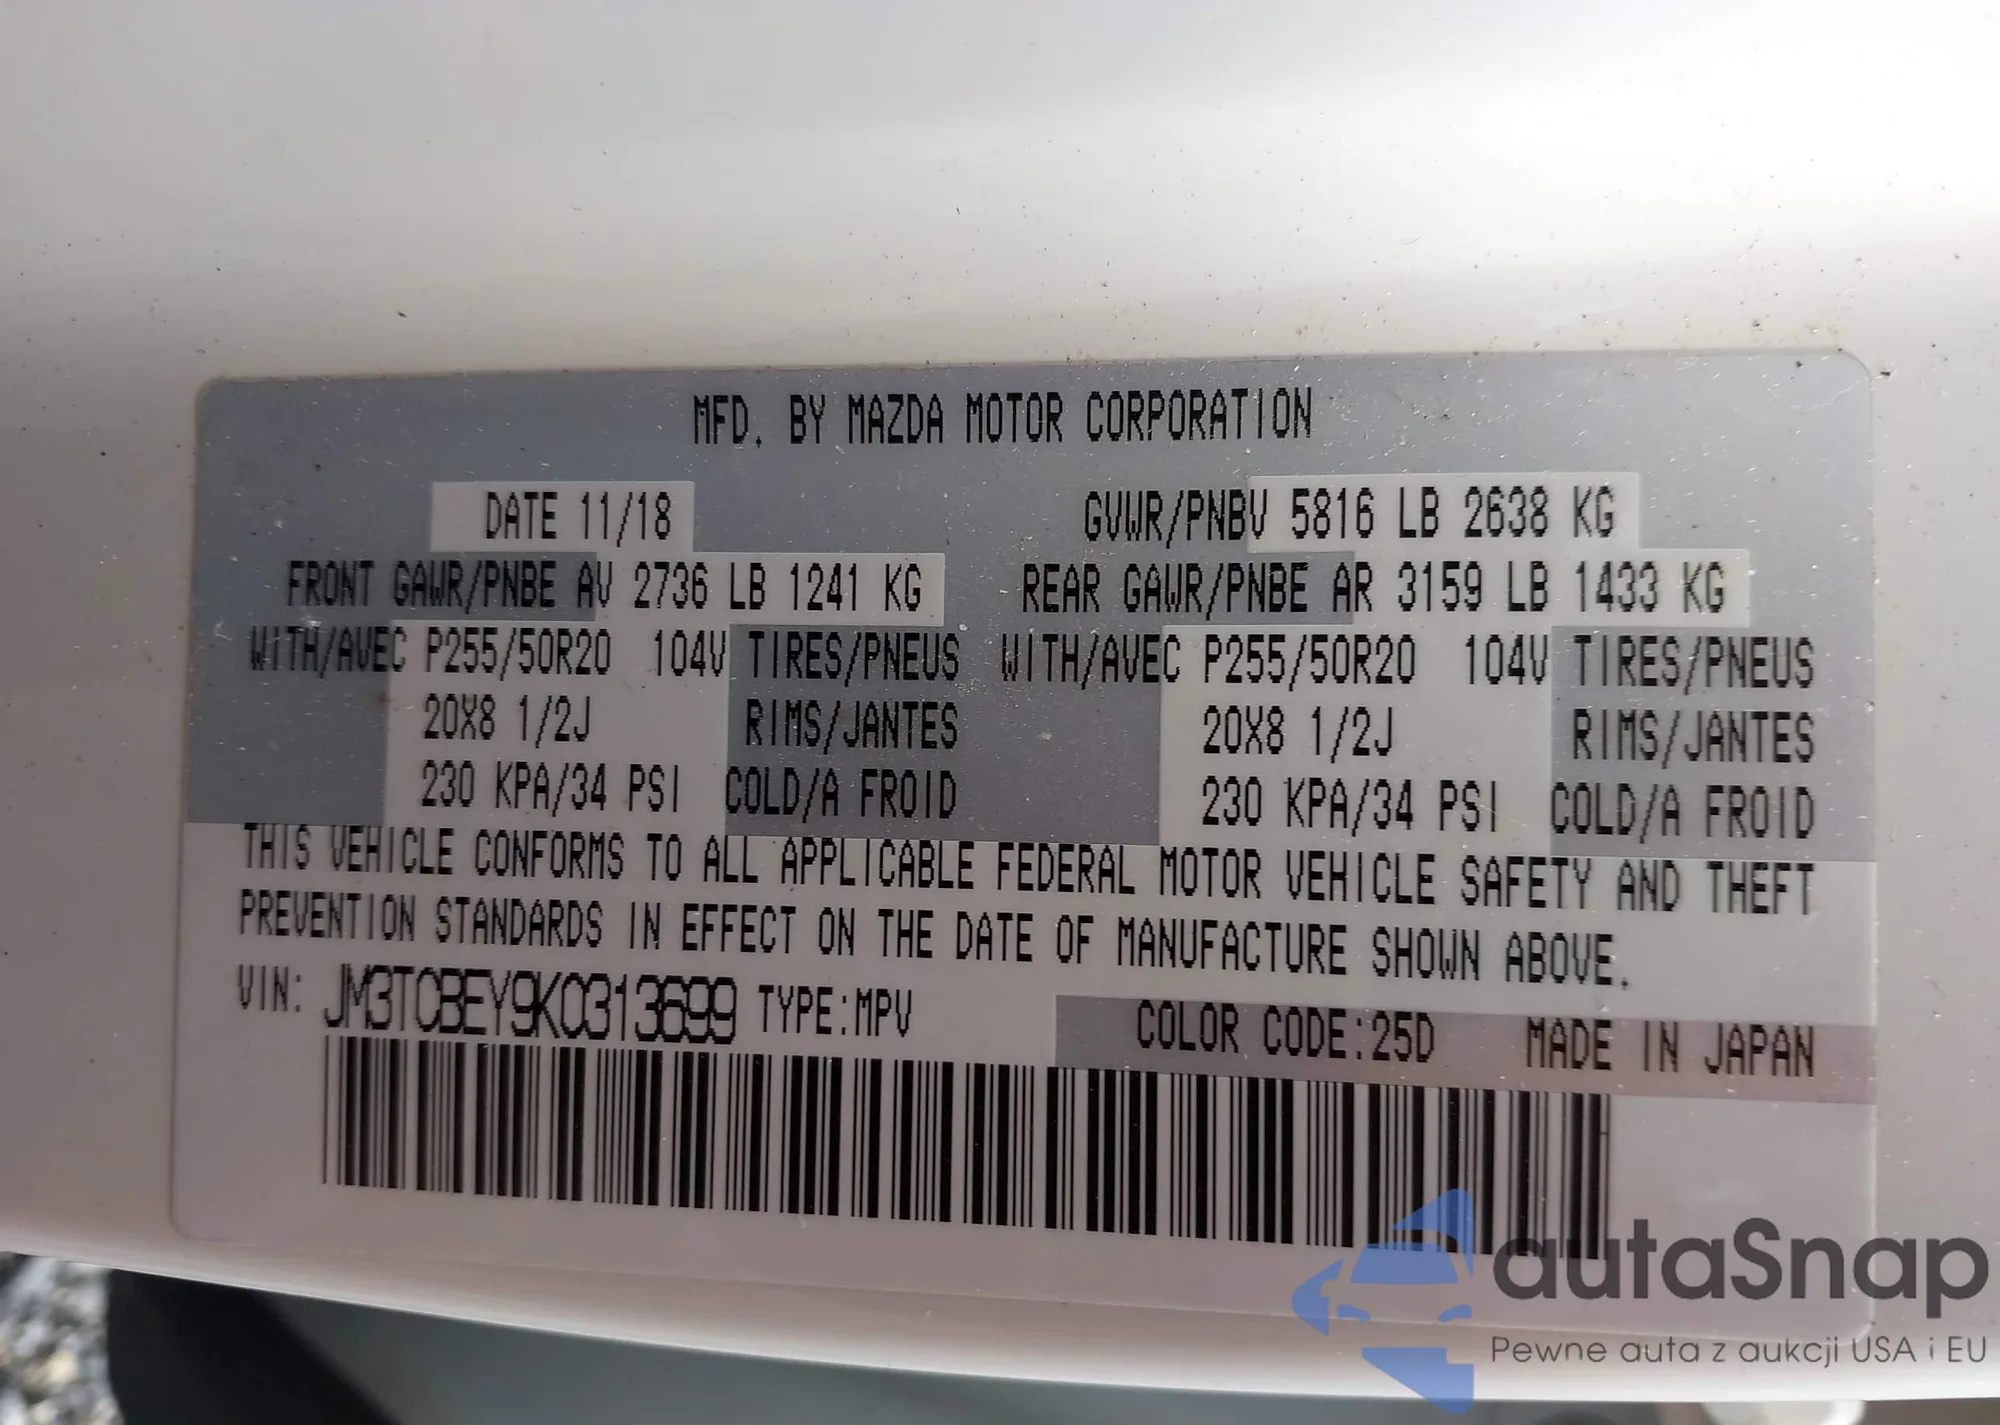 MFD. BY MAZDA MOTOR CORPORATION
DATE 11/18 GVWR/PNBV 5816 LB 2638 KG
FRONT GAWR/PNBE AV 2736 LB 1241 KG REAR GAWR/PNBE AR 3159 LB 1433 KG
WITH/AVEC P255/50R20 104V TIRES/PNEUS WITH/AVEC P255/50R20 104V TIRES/PNEUS
20X8 1/2J RIMS/JANTES 20X8 1/2J RIMS/JANTES
230 KPA/34 PSI COLD/A FROID 230 KPA/34 PSI COLD/A FROID
THIS VEHICLE CONFORMS TO ALL APPLICABLE FEDERAL MOTOR VEHICLE SAFETY AND THEFT
PREVENTION STANDARDS IN EFFECT ON THE DATE OF MANUFACTURE SHOWN ABOVE.
VIN: JM3TCBEY9K0313699 TYPE:MPV COLOR CODE:25D MADE IN JAPAN
autaSnap
Pewne auta z aukcji USA i EU